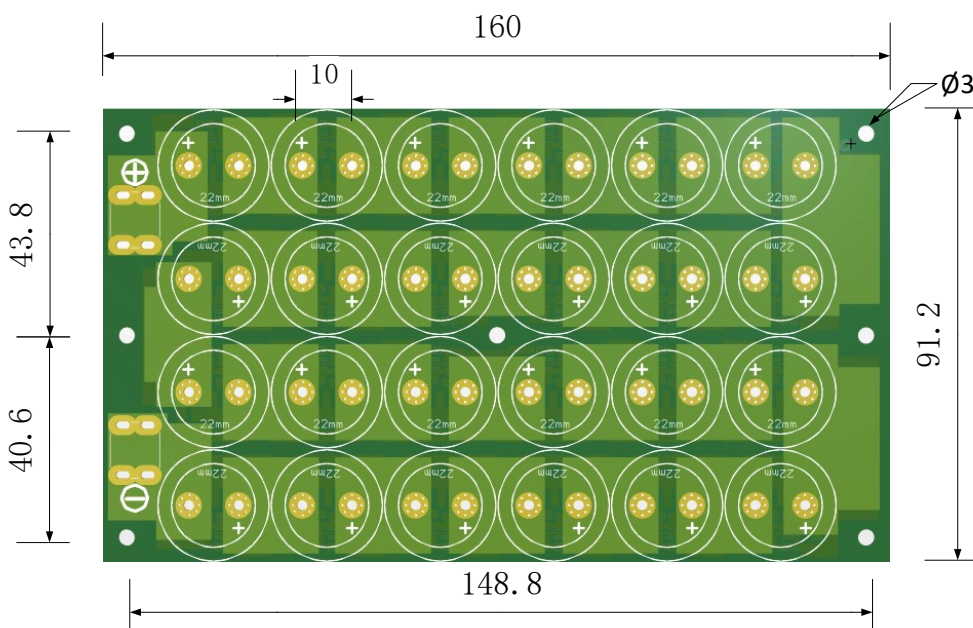 160
10
Ø3
+ + + + + + +
⊕
22mm 22mm 22mm 22mm 22mm 22mm
43.8
22mm 22mm 22mm 22mm 22mm 22mm
+ + + + + +
91.2
+ + + + + +
22mm 22mm 22mm 22mm 22mm 22mm
40.6
22mm 22mm 22mm 22mm 22mm 22mm
⊖
+ + + + + +
148.8